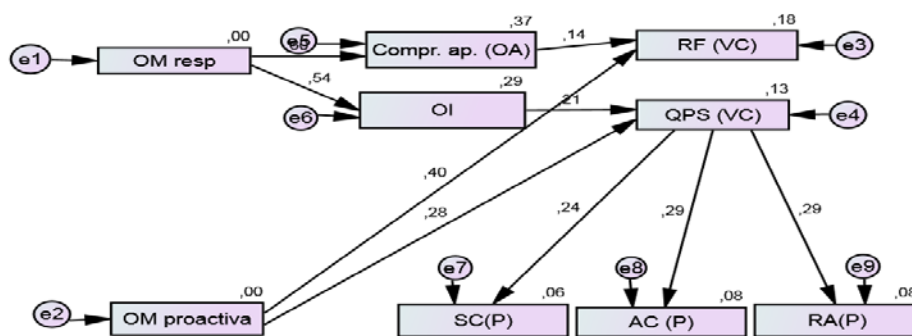 ,00
,37
,18
e1
OM resp
e5
Compr. ap. (OA)
,14
RF (VC)
e3
,54
,29
,13
e6
OI
,21
QPS (VC)
e4
,40
,28
,24
,29
,29
e7
e8
e9
,00
,06
,08
,08
e2
OM proactiva
SC(P)
AC (P)
RA(P)